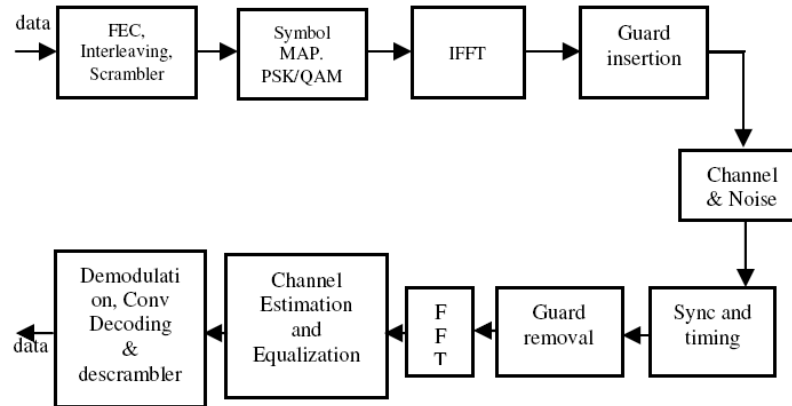 data
FEC,
Interleaving,
Scrambler
Symbol
MAP.
PSK/QAM
IFFT
Guard
insertion
Channel
& Noise
Sync and
timing
Guard
removal
F
F
T
Channel
Estimation
and
Equalization
Demodulati
on, Conv
Decoding
&
descrambler
data